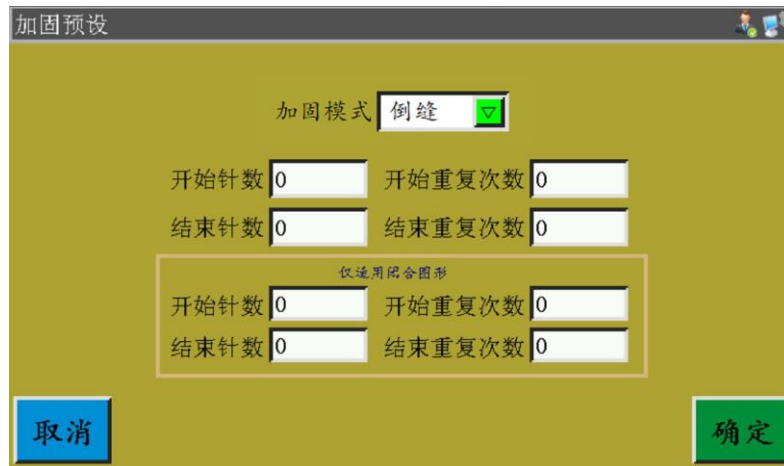 加固预设
加固模式 倒缝
开始针数 0 开始重复次数 0
结束针数 0 结束重复次数 0
仅适用闭合图形
开始针数 0 开始重复次数 0
结束针数 0 结束重复次数 0
取消 确定